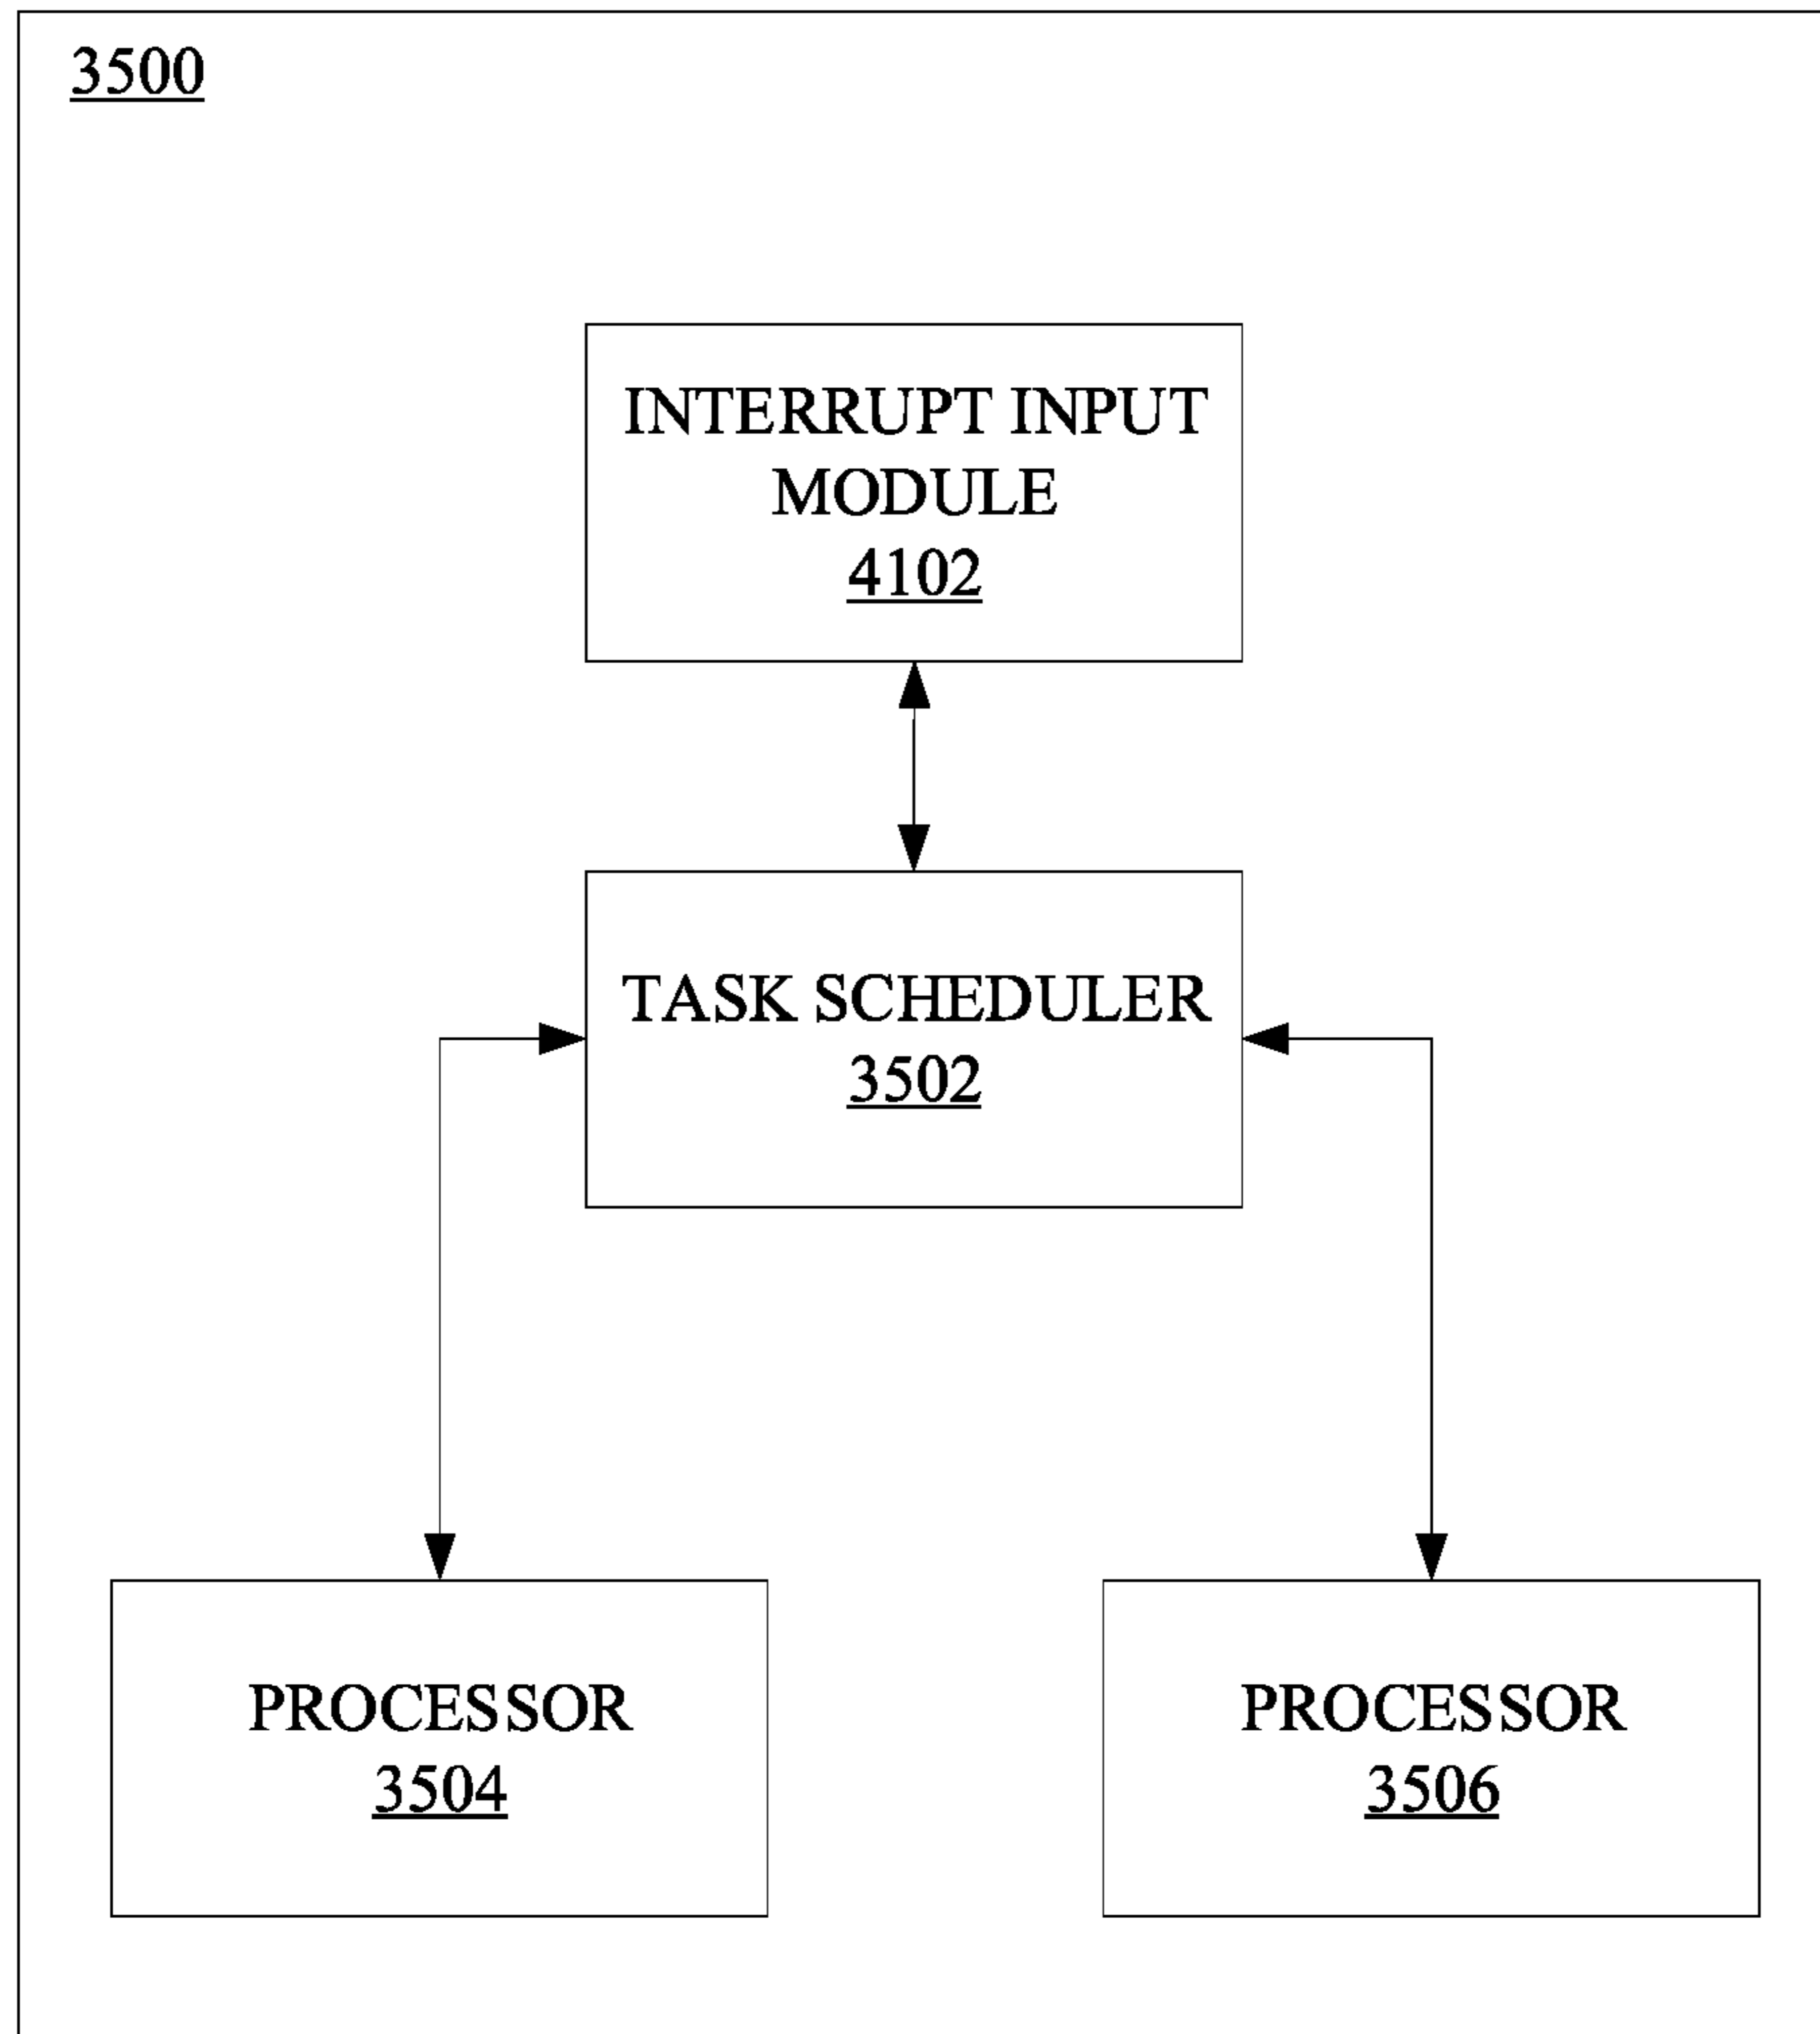 3500
INTERRUPT INPUT
MODULE
4102
TASK SCHEDULER
3502
PROCESSOR
3504
PROCESSOR
3506